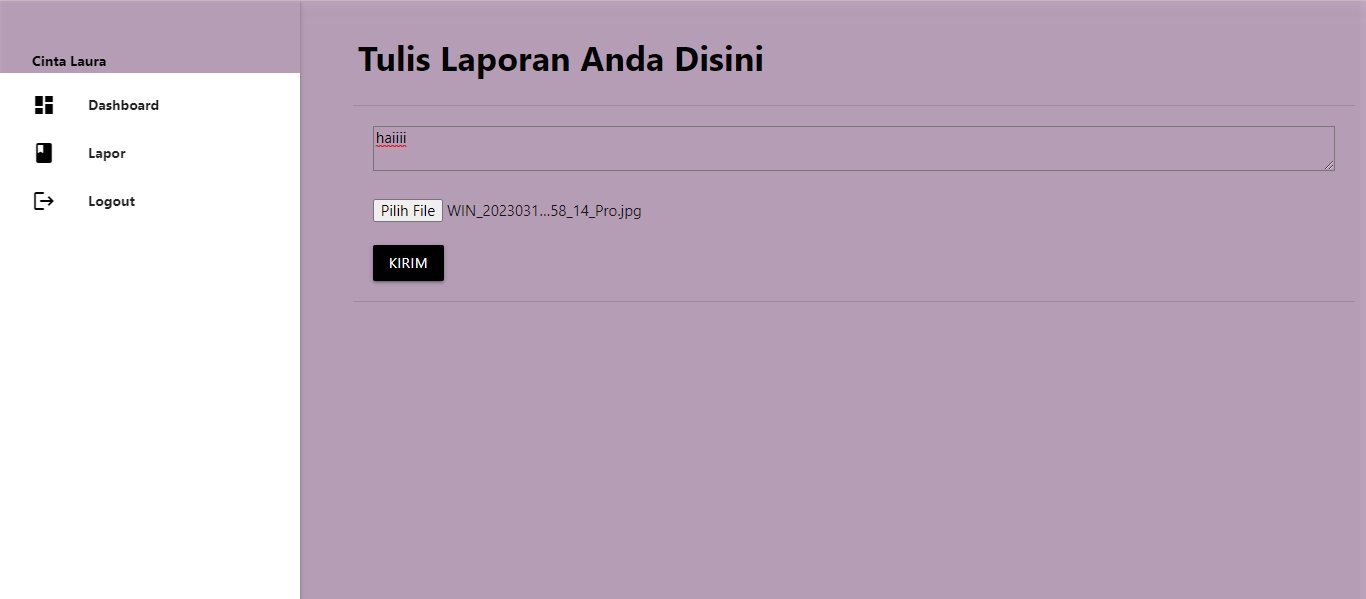 Cinta Laura
Dashboard
Lapor
Logout
Tulis Laporan Anda Disini
haiiii
Pilih File WIN_2023031...58_14_Pro.jpg
KIRIM